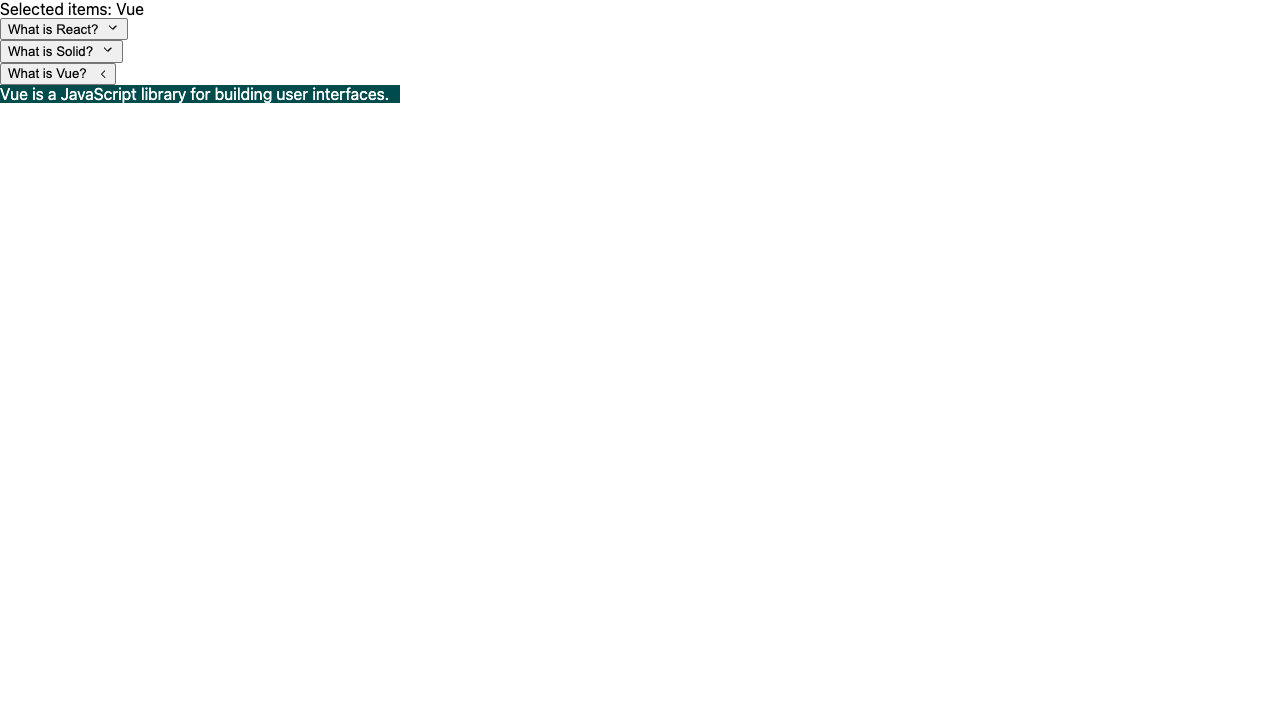 Selected items: Vue
What is React?
What is Solid?
What is Vue?
Vue is a JavaScript library for building user interfaces.